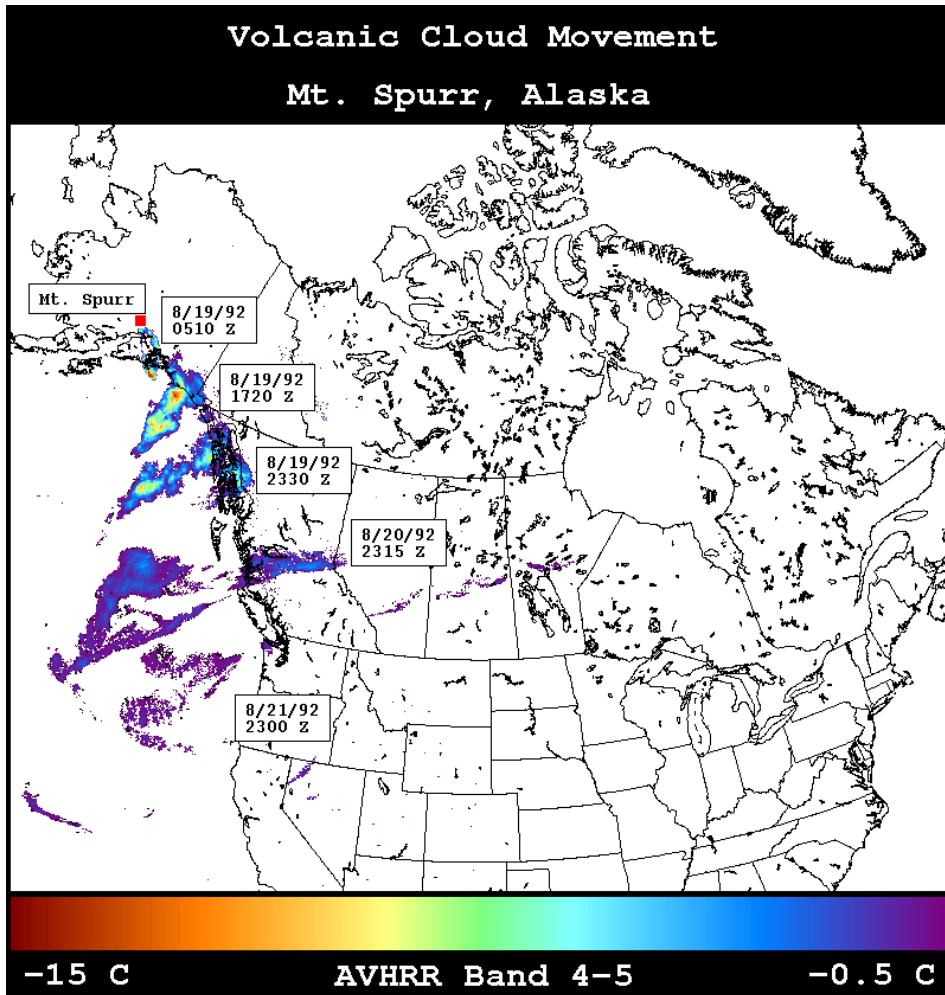 Volcanic Cloud Movement
Mt. Spurr, Alaska
Mt. Spurr
8/19/92
0510 Z
8/19/92
1720 Z
8/19/92
2330 Z
8/20/92
2315 Z
8/21/92
2300 Z
-15 C AVHRR Band 4-5 -0.5 C